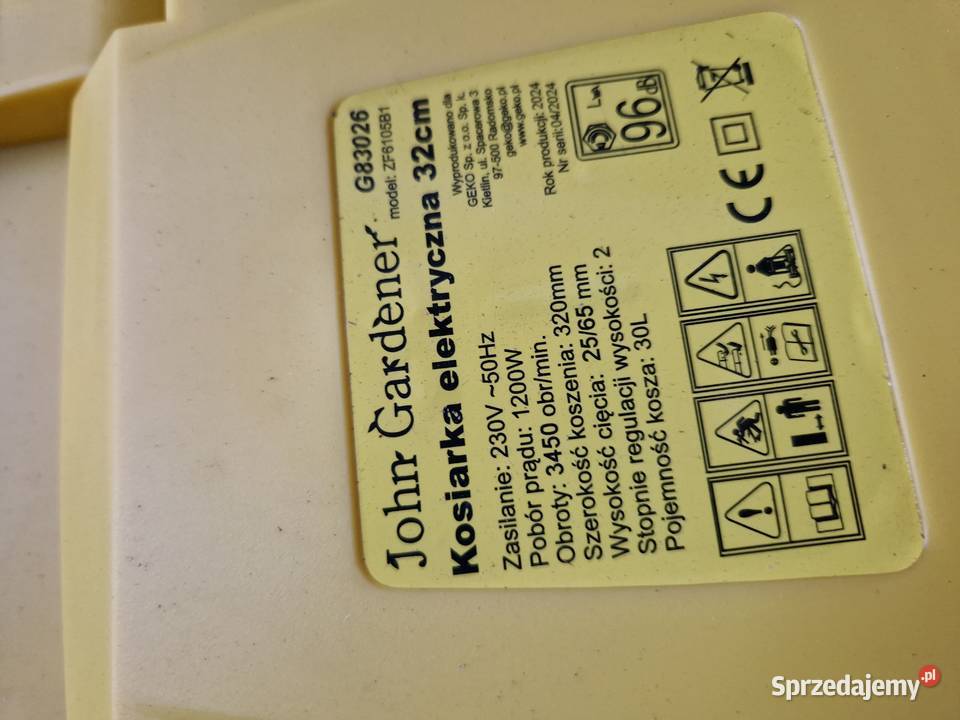 John Gardener
G83026
model: ZF6105B1
Kosiarka elektryczna 32cm
Zasilanie: 230V ~50Hz
Pobór prądu: 1200W
Obroty: 3450 obr/min.
Szerokość koszenia: 320mm
Wysokość cięcia: 25/65 mm
Stopnie regulacji wysokości: 2
Pojemność kosza: 30L
Wyprodukowano dla
GEKO Sp. z o.o. Sp. k.
Kietlin, ul. Spacerowa 3
97-500 Radomsko
geko@geko.pl
www.geko.pl
Rok produkcji: 2024
Nr serii:04/2024
LWA
96dB
CE
Sprzedajemy.pl